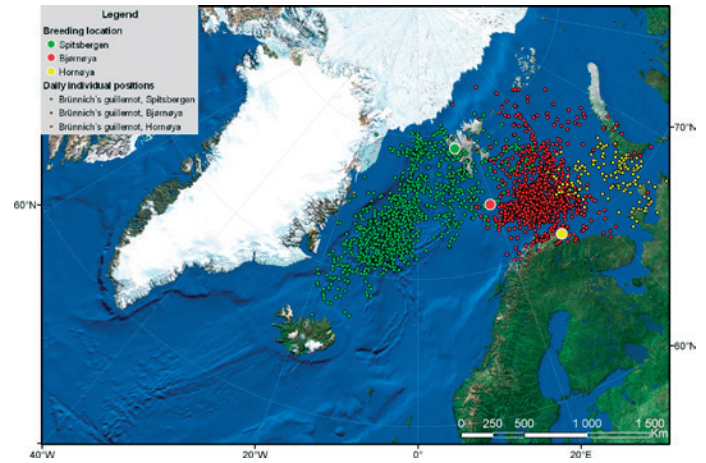 Legend
Breeding location
Spitsbergen
Bjørnøya
Hornøya
Daily individual positions
Brünnich's guillemot, Spitsbergen
Brünnich's guillemot, Bjørnøya
Brünnich's guillemot, Hornøya
70°N
60°N
60°N
0 250 500 1 000 1 500
Km
40°W 20°W 0° 20°E